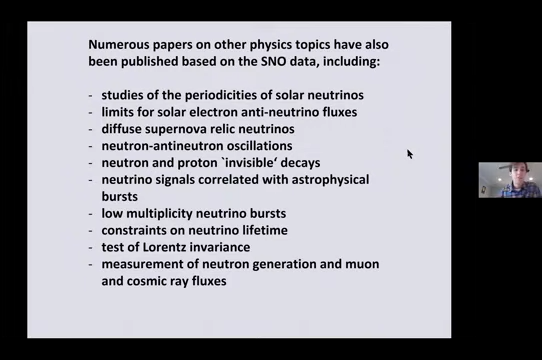 Numerous papers on other physics topics have also
been published based on the SNO data, including:
- studies of the periodicities of solar neutrinos
- limits for solar electron anti-neutrino fluxes
- diffuse supernova relic neutrinos
- neutron-antineutron oscillations
- neutron and proton `invisible‘ decays
- neutrino signals correlated with astrophysical
bursts
- low multiplicity neutrino bursts
- constraints on neutrino lifetime
- test of Lorentz invariance
- measurement of neutron generation and muon
and cosmic ray fluxes